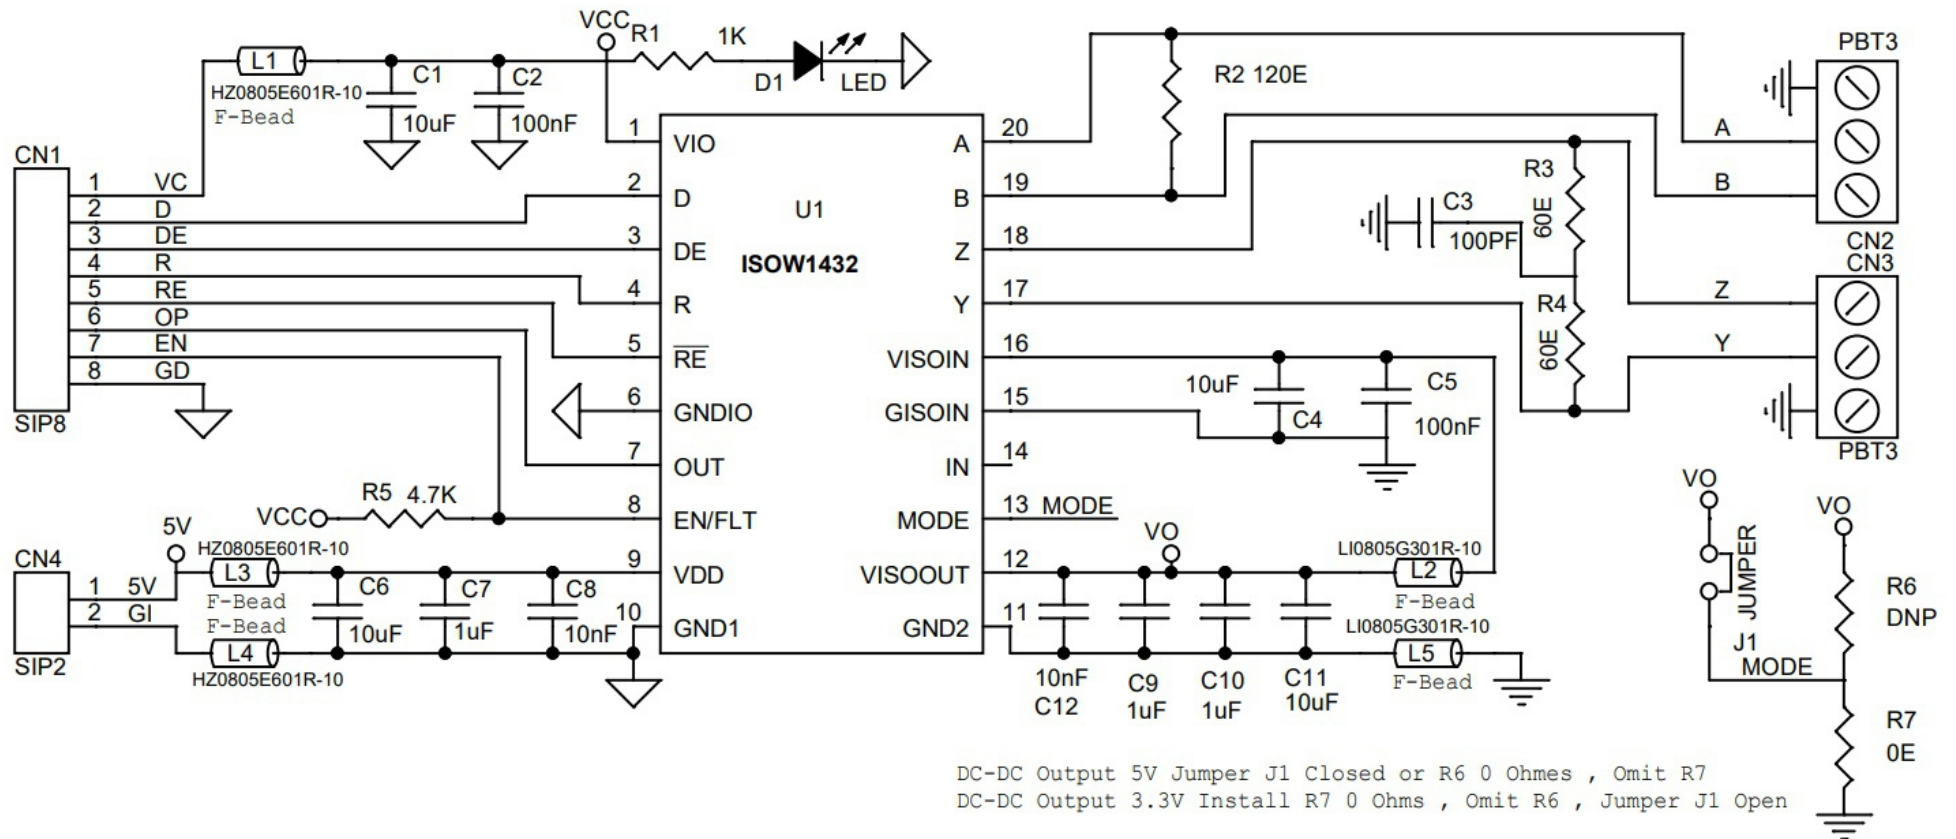 VCC
R1
1K
L1
HZ0805E601R-10
F-Bead
C1
10uF
C2
100nF
D1
LED
CN1
1 VC
2 D
3 DE
4 R
5 RE
6 OP
7 EN
8 GD
SIP8
VCC
R5 4.7K
CN4
1 5V
2 GI
SIP2
5V
HZ0805E601R-10
L3
F-Bead
F-Bead
L4
HZ0805E601R-10
C6
10uF
C7
1uF
C8
10nF
U1
ISOW1432
1 VIO
2 D
3 DE
4 R
5 RE
6 GNDIO
7 OUT
8 EN/FLT
9 VDD
10 GND1
A 20
B 19
Z 18
Y 17
VISOIN 16
GISOIN 15
IN 14
MODE 13 MODE
VISOOUT 12
GND2 11
R2 120E
R3
60E
C3
100PF
R4
60E
10uF
C4
C5
100nF
VO
LI0805G301R-10
L2
F-Bead
LI0805G301R-10
L5
F-Bead
10nF
C12
C9
1uF
C10
1uF
C11
10uF
PBT3
A
B
CN2
CN3
Z
Y
PBT3
VO
JUMPER
J1
MODE
VO
R6
DNP
R7
0E
DC-DC Output 5V Jumper J1 Closed or R6 0 Ohmes , Omit R7
DC-DC Output 3.3V Install R7 0 Ohms , Omit R6 , Jumper J1 Open